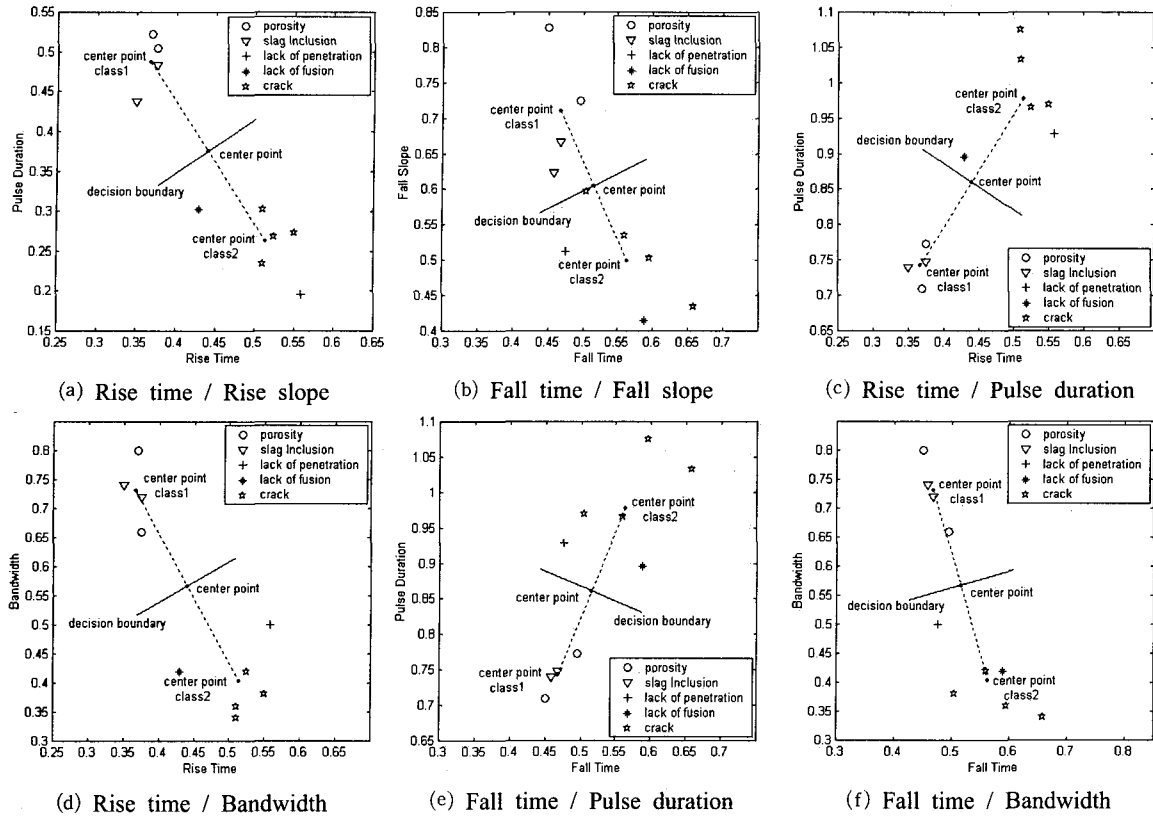 0.55
0.5
0.45
0.4
0.35
0.3
0.25
0.2
0.15
Pulse Duration
0.25 0.3 0.35 0.4 0.45 0.5 0.55 0.6 0.65
Rise Time
porosity
slag Inclusion
lack of penetration
lack of fusion
crack
center point
class1
center point
decision boundary
center point
class2
(a) Rise time / Rise slope
0.85
0.8
0.75
0.7
0.65
0.6
0.55
0.5
0.45
0.4
Fall Slope
0.3 0.35 0.4 0.45 0.5 0.55 0.6 0.65 0.7
Fall Time
porosity
slag Inclusion
lack of penetration
lack of fusion
crack
center point
class1
center point
decision boundary
center point
class2
(b) Fall time / Fall slope
1.1
1.05
1
0.95
0.9
0.85
0.8
0.75
0.7
0.65
Pulse Duration
0.25 0.3 0.35 0.4 0.45 0.5 0.55 0.6 0.65
Rise Time
center point
class2
decision boundary
center point
center point
class1
porosity
slag Inclusion
lack of penetration
lack of fusion
crack
(c) Rise time / Pulse duration
0.8
0.75
0.7
0.65
0.6
0.55
0.5
0.45
0.4
0.35
0.3
Bandwidth
0.25 0.3 0.35 0.4 0.45 0.5 0.55 0.6 0.65
Rise Time
porosity
slag Inclusion
lack of penetration
lack of fusion
crack
center point
class1
center point
decision boundary
center point
class2
(d) Rise time / Bandwidth
1.1
1.05
1
0.95
0.9
0.85
0.8
0.75
0.7
0.65
Pulse Duration
0.3 0.35 0.4 0.45 0.5 0.55 0.6 0.65 0.7
Fall Time
center point
class2
center point
decision boundary
center point
class1
porosity
slag Inclusion
lack of penetration
lack of fusion
crack
(e) Fall time / Pulse duration
0.8
0.75
0.7
0.65
0.6
0.55
0.5
0.45
0.4
0.35
0.3
Bandwidth
0.3 0.4 0.5 0.6 0.7 0.8
Fall Time
porosity
slag Inclusion
lack of penetration
lack of fusion
crack
center point
class1
center point
decision boundary
center point
class2
(f) Fall time / Bandwidth